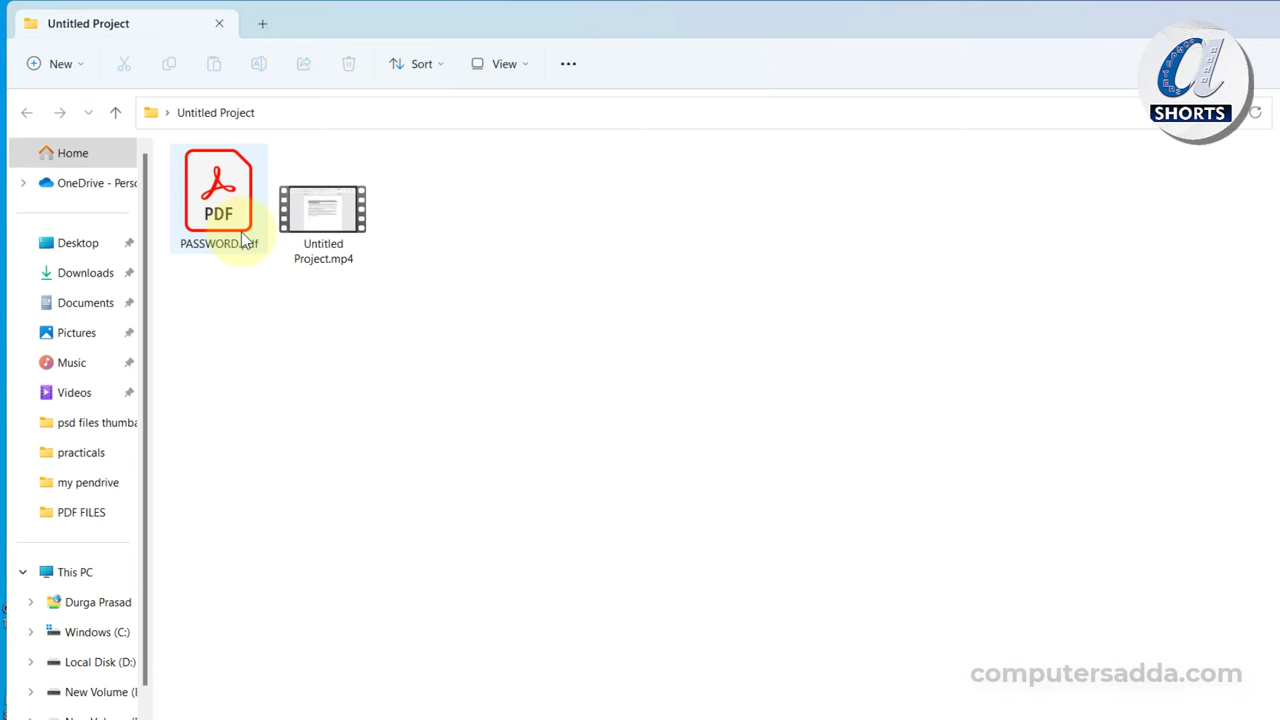 Untitled Project
New
Sort
View
Untitled Project
SHORTS
Home
OneDrive - Perso
PDF
PASSWORD.pdf
Untitled
Project.mp4
Desktop
Downloads
Documents
Pictures
Music
Videos
psd files thumba
practicals
my pendrive
PDF FILES
This PC
Durga Prasad
Windows (C:)
Local Disk (D:)
New Volume (
computersadda.com